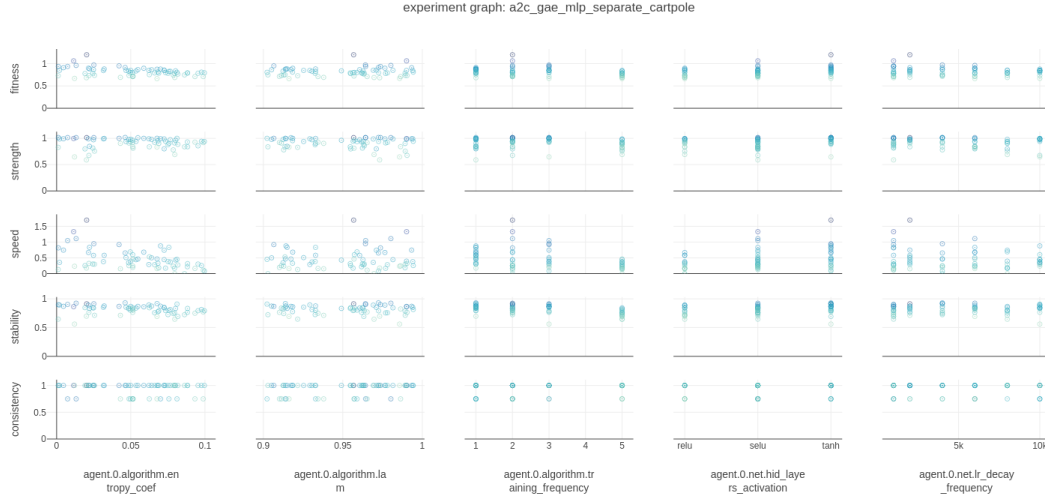 experiment graph: a2c_gae_mlp_separate_cartpole
fitness
1
0.5
0
strength
1
0.5
0
speed
1.5
1
0.5
0
stability
1
0.5
0
consistency
1
0.5
0
0 0.05 0.1
0.9 0.95 1
1 2 3 4 5
relu selu tanh
5k 10k
agent.0.algorithm.en
tropy_coef
agent.0.algorithm.la
m
agent.0.algorithm.tr
aining_frequency
agent.0.net.hid_laye
rs_activation
agent.0.net.lr_decay
_frequency